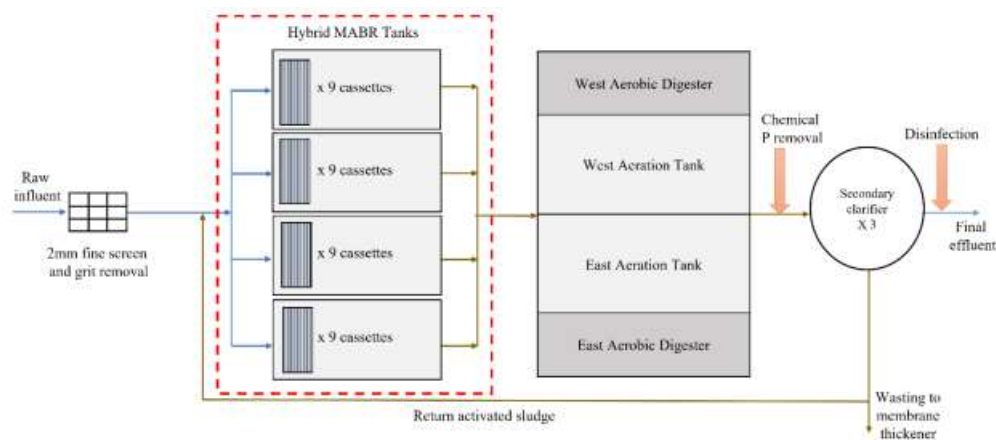 Hybrid MABR Tanks
x 9 cassettes
x 9 cassettes
x 9 cassettes
x 9 cassettes
Raw
influent
2mm fine screen
and grit removal
West Aerobic Digester
West Aeration Tank
East Aeration Tank
East Aerobic Digester
Chemical
P removal
Disinfection
Secondary
clarifier
X 3
Final
effluent
Return activated sludge
Wasting to
membrane
thickener